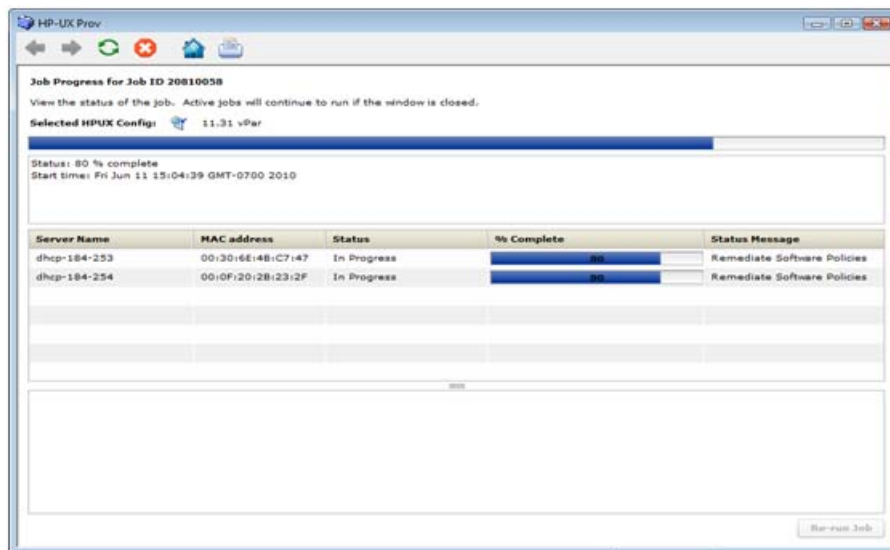 HP-UX Prov
Job Progress for Job ID 20810058
View the status of the job. Active jobs will continue to run if the window is closed.
Selected HPUX Config: 11.31 vPar
Status: 80 % complete
Start time: Fri Jun 11 15:04:39 GMT-0700 2010
Server Name MAC address Status % Complete Status Message
dhcp-184-253 00:30:6E:4B:C7:47 In Progress 80 Remediate Software Policies
dhcp-184-254 00:0F:20:2B:23:2F In Progress 80 Remediate Software Policies
Re-run Job